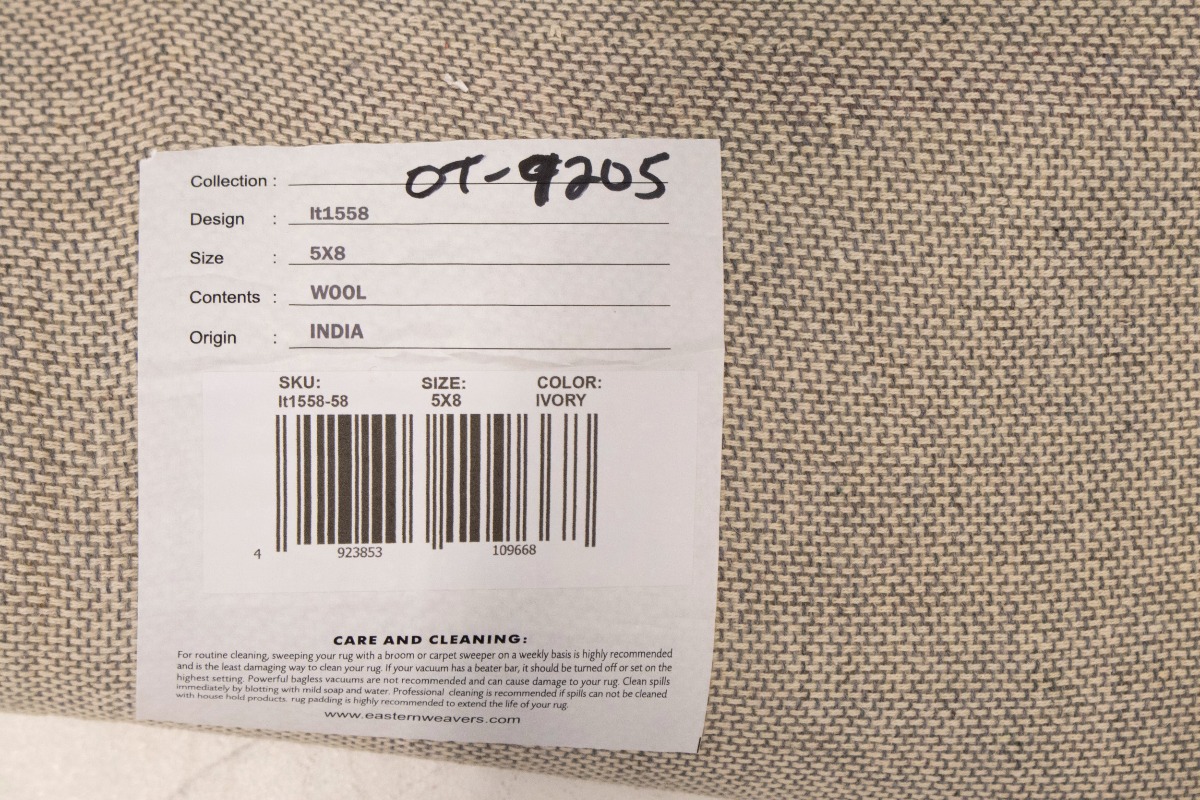 Collection : OT-9205
Design : lt1558
Size : 5X8
Contents : WOOL
Origin : INDIA
SKU: SIZE: COLOR:
lt1558-58 5X8 IVORY
4 923853 109668
CARE AND CLEANING:
For routine cleaning, sweeping your rug with a broom or carpet sweeper on a weekly basis is highly recommended
and is the least damaging way to clean your rug. If your vacuum has a beater bar, it should be turned off or set on the
highest setting. Powerful bagless vacuums are not recommended and can cause damage to your rug. Clean spills
immediately by blotting with mild soap and water. Professional cleaning is recommended if spills can not be cleaned
with house hold products. rug padding is highly recommended to extend the life of your rug.
www.easternweavers.com